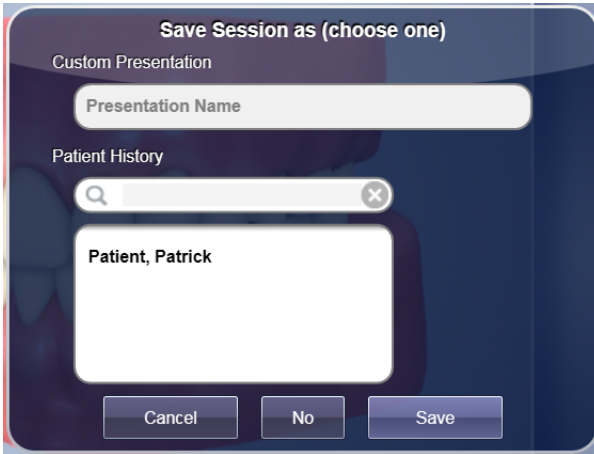 Save Session as (choose one)
Custom Presentation
Presentation Name
Patient History
Patient, Patrick
Cancel No Save